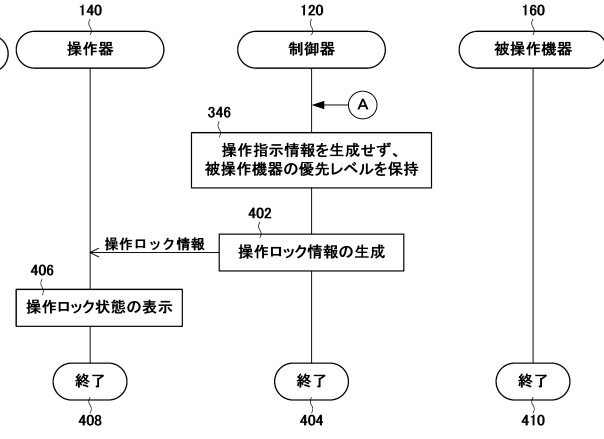 140
120
160
操作器
制御器
被操作機器
A
346
操作指示情報を生成せず、
被操作機器の優先レベルを保持
402
操作ロック情報
操作ロック情報の生成
406
操作ロック状態の表示
終了
終了
終了
408
404
410